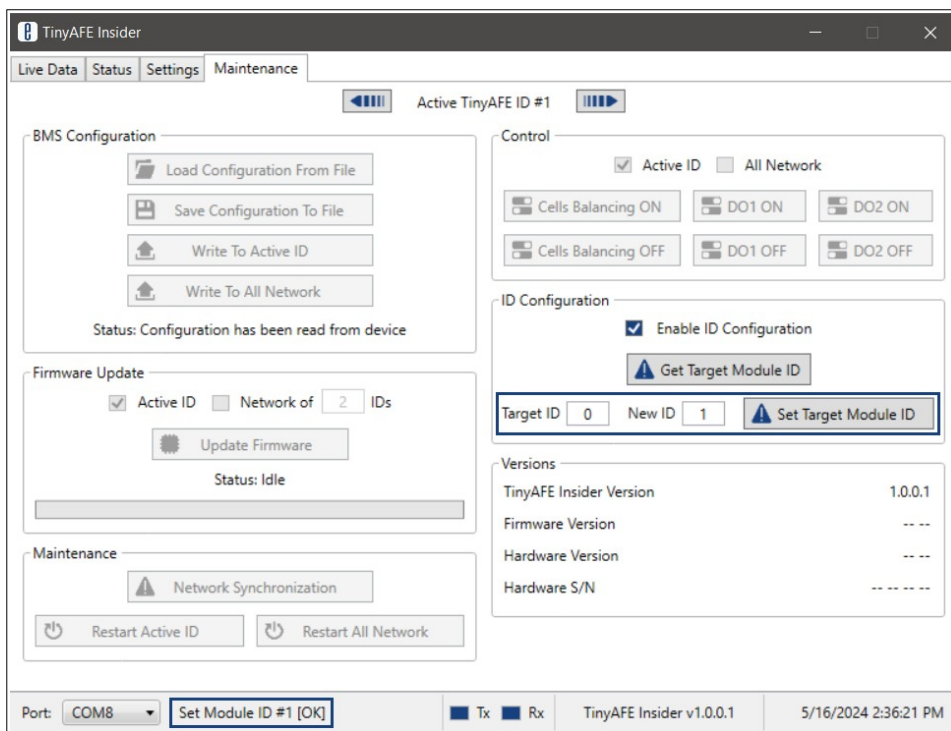 TinyAFE Insider
Live Data Status Settings Maintenance
Active TinyAFE ID #1
BMS Configuration
Load Configuration From File
Save Configuration To File
Write To Active ID
Write To All Network
Status: Configuration has been read from device
Firmware Update
Active ID Network of 2 IDs
Update Firmware
Status: Idle
Maintenance
Network Synchronization
Restart Active ID Restart All Network
Control
Active ID All Network
Cells Balancing ON DO1 ON DO2 ON
Cells Balancing OFF DO1 OFF DO2 OFF
ID Configuration
Enable ID Configuration
Get Target Module ID
Target ID 0 New ID 1 Set Target Module ID
Versions
TinyAFE Insider Version 1.0.0.1
Firmware Version -- --
Hardware Version -- --
Hardware S/N -- -- -- --
Port: COM8 Set Module ID #1 [OK] Tx Rx TinyAFE Insider v1.0.0.1 5/16/2024 2:36:21 PM